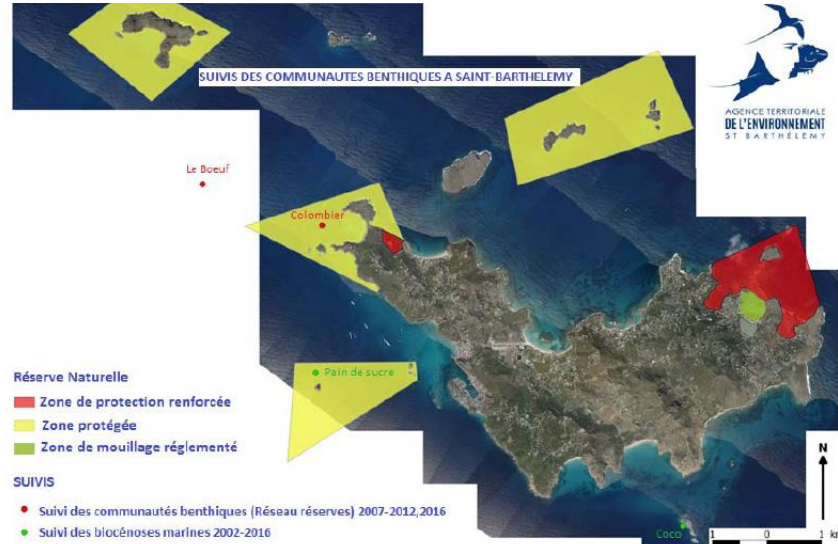 SUIVIS DES COMMUNAUTES BENTHIQUES A SAINT-BARTHELEMY
AGENCE TERRITORIALE
DE L'ENVIRONNEMENT
ST BARTHÉLEMY
Le Boeuf
Colombier
Pain de sucre
Réserve Naturelle
Zone de protection renforcée
Zone protégée
Zone de mouillage réglementé
SUIVIS
Suivi des communautés benthiques (Réseau réserves) 2007-2012,2016
Suivi des biocénoses marines 2002-2016
Coco
N
1 0 1 km